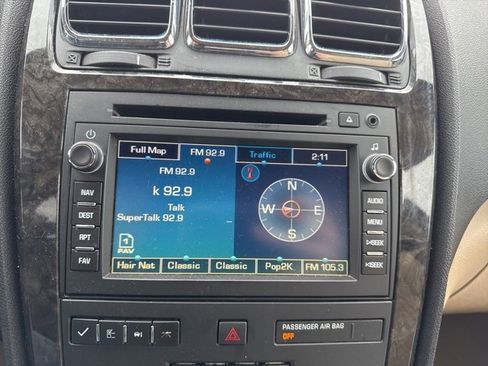 Full Map FM 92.9 Traffic 2:11
FM 92.9
k 92.9
Talk
SuperTalk 92.9
1
FAV
N
W E
S
Hair Nat Classic Classic Pop2K FM 105.3
NAV
DEST
RPT
FAV
AUDIO
MENU
SEEK
SEEK
PASSENGER AIR BAG
OFF